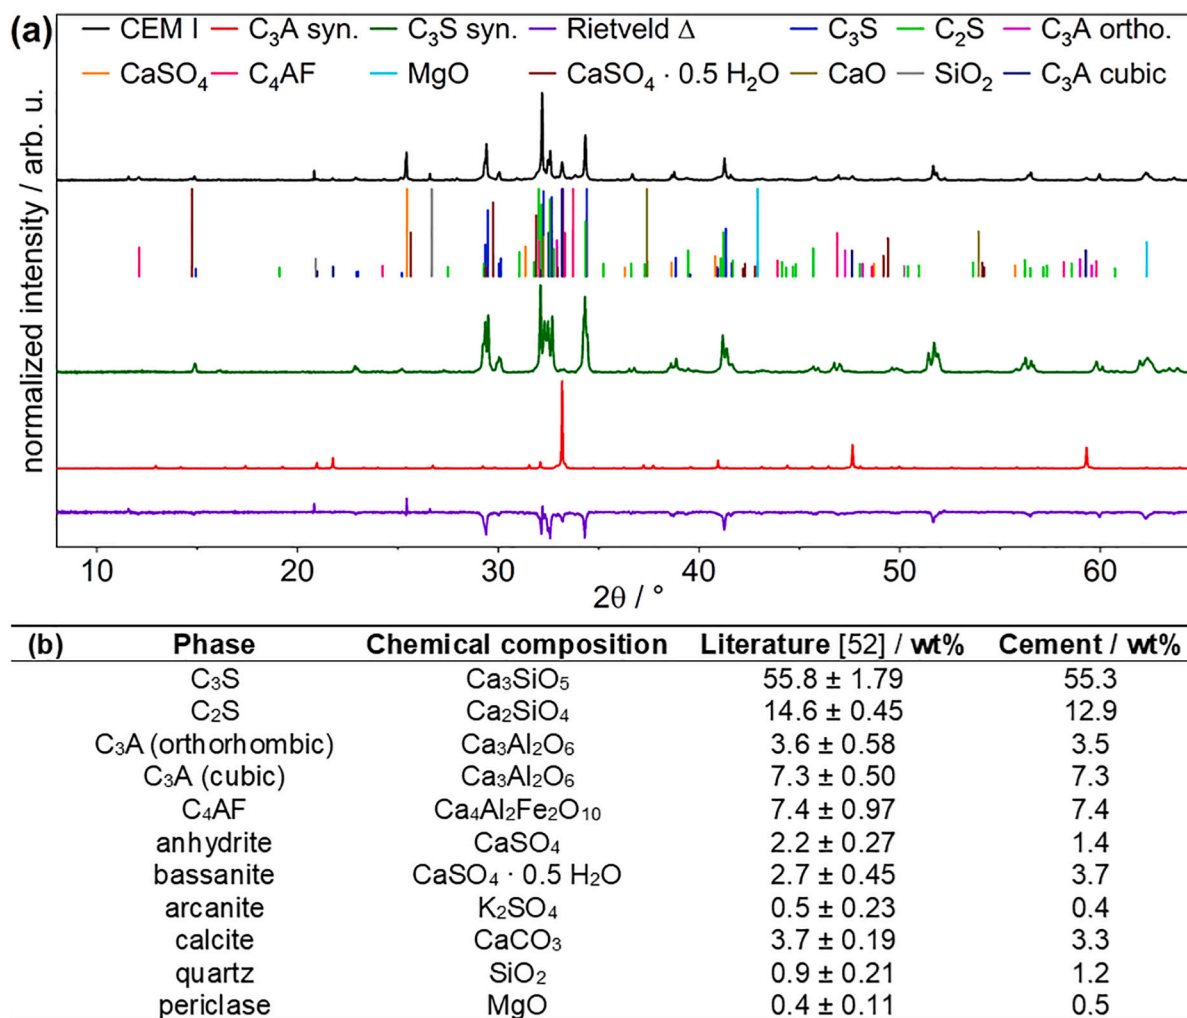 (a) CEM I C₃A syn. C₃S syn. Rietveld Δ C₃S C₂S C₃A ortho.
CaSO₄ C₄AF MgO CaSO₄ · 0.5 H₂O CaO SiO₂ C₃A cubic
normalized intensity / arb. u.
10 20 30 40 50 60
2θ / °
(b) Phase Chemical composition Literature [52] / wt% Cement / wt%
C₃S Ca₃SiO₅ 55.8 ± 1.79 55.3
C₂S Ca₂SiO₄ 14.6 ± 0.45 12.9
C₃A (orthorhombic) Ca₃Al₂O₆ 3.6 ± 0.58 3.5
C₃A (cubic) Ca₃Al₂O₆ 7.3 ± 0.50 7.3
C₄AF Ca₄Al₂Fe₂O₁₀ 7.4 ± 0.97 7.4
anhydrite CaSO₄ 2.2 ± 0.27 1.4
bassanite CaSO₄ · 0.5 H₂O 2.7 ± 0.45 3.7
arcanite K₂SO₄ 0.5 ± 0.23 0.4
calcite CaCO₃ 3.7 ± 0.19 3.3
quartz SiO₂ 0.9 ± 0.21 1.2
periclase MgO 0.4 ± 0.11 0.5